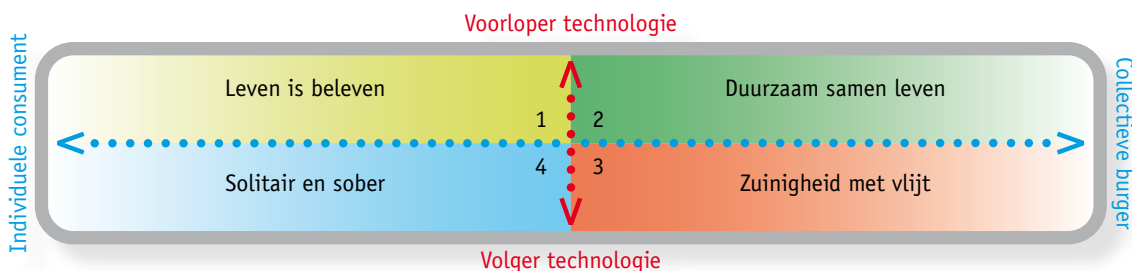 Voorloper technologie
Individuele consument
Leven is beleven
Duurzaam samen leven
1
2
4
3
Solitair en sober
Zuinigheid met vlijt
Collectieve burger
Volger technologie